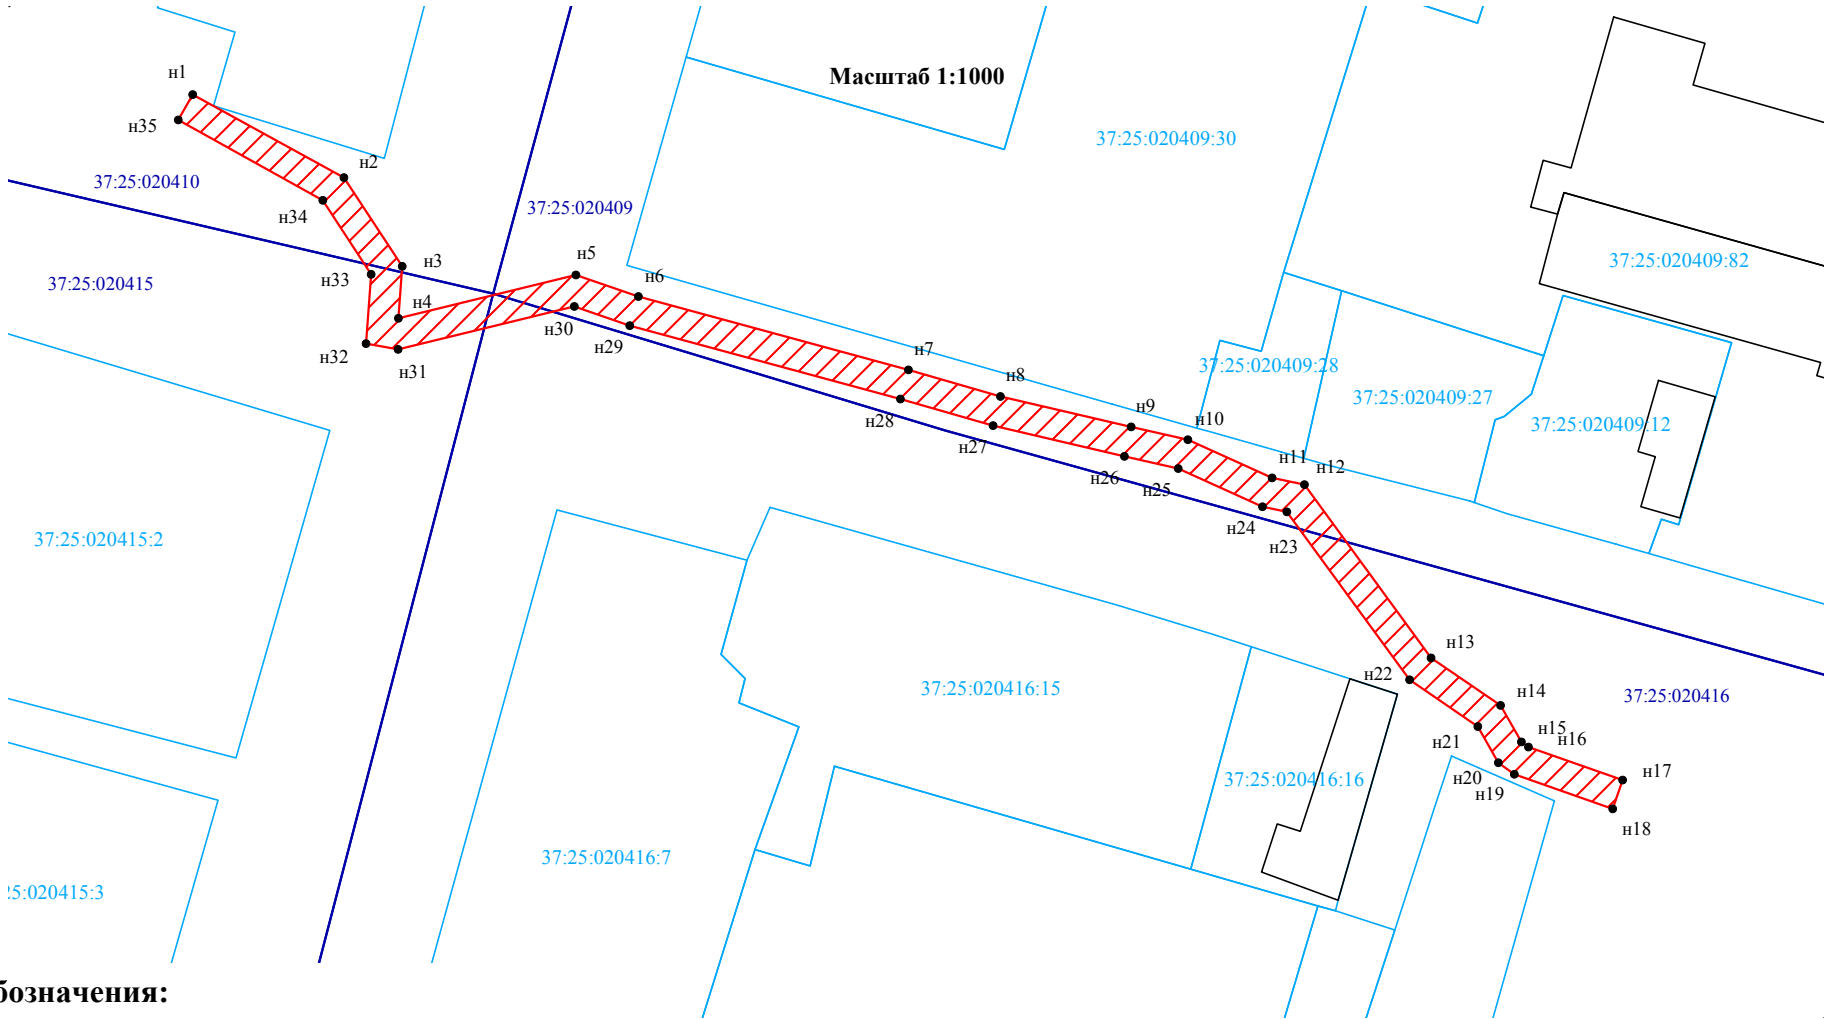 н1
Масштаб 1:1000
н35
37:25:020409:30
н2
37:25:020410
н34
37:25:020409
н5
н3
н33
37:25:020415
н6
37:25:020409:82
н4
н30
н29
н32
н31
н7
н8
37:25:020409:28
37:25:020409:27
н28
н9
н10
37:25:020409:12
н27
н11
н12
н26
н25
н24
н23
37:25:020415:2
н13
н22
37:25:020416:15
н14
37:25:020416
н15
н16
н21
н17
н20
37:25:020416:16
н19
н18
37:25:020416:7
25:020415:3
бозначения: